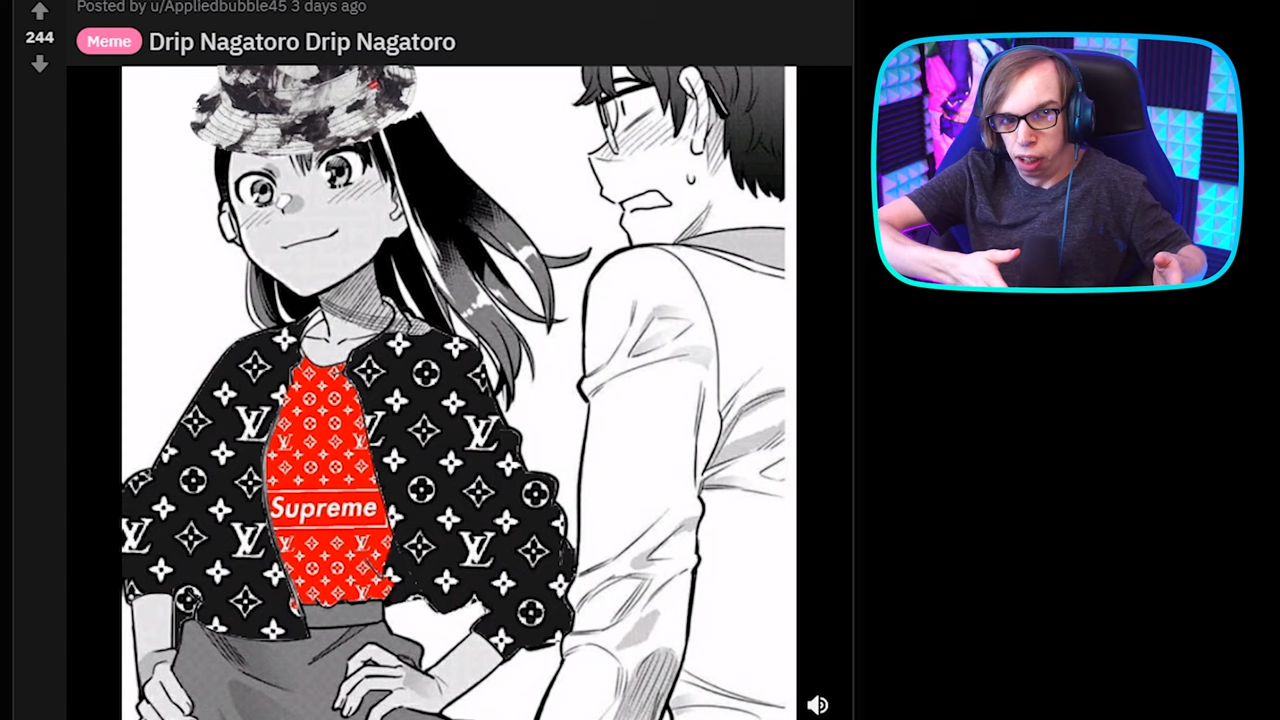 Posted by u/Appliedbubble45 3 days ago
244
Meme Drip Nagatoro Drip Nagatoro
Supreme